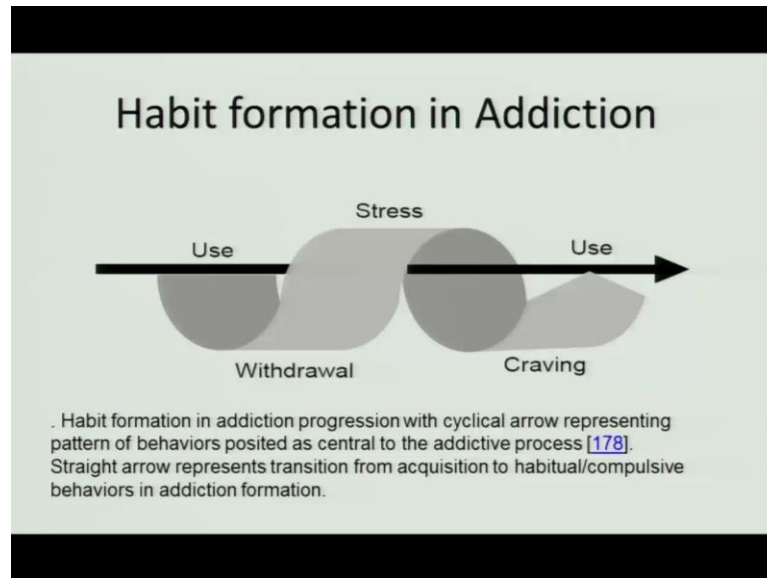 Habit formation in Addiction
Stress
Use
Use
Withdrawal
Craving
. Habit formation in addiction progression with cyclical arrow representing
pattern of behaviors posited as central to the addictive process [178].
Straight arrow represents transition from acquisition to habitual/compulsive
behaviors in addiction formation.